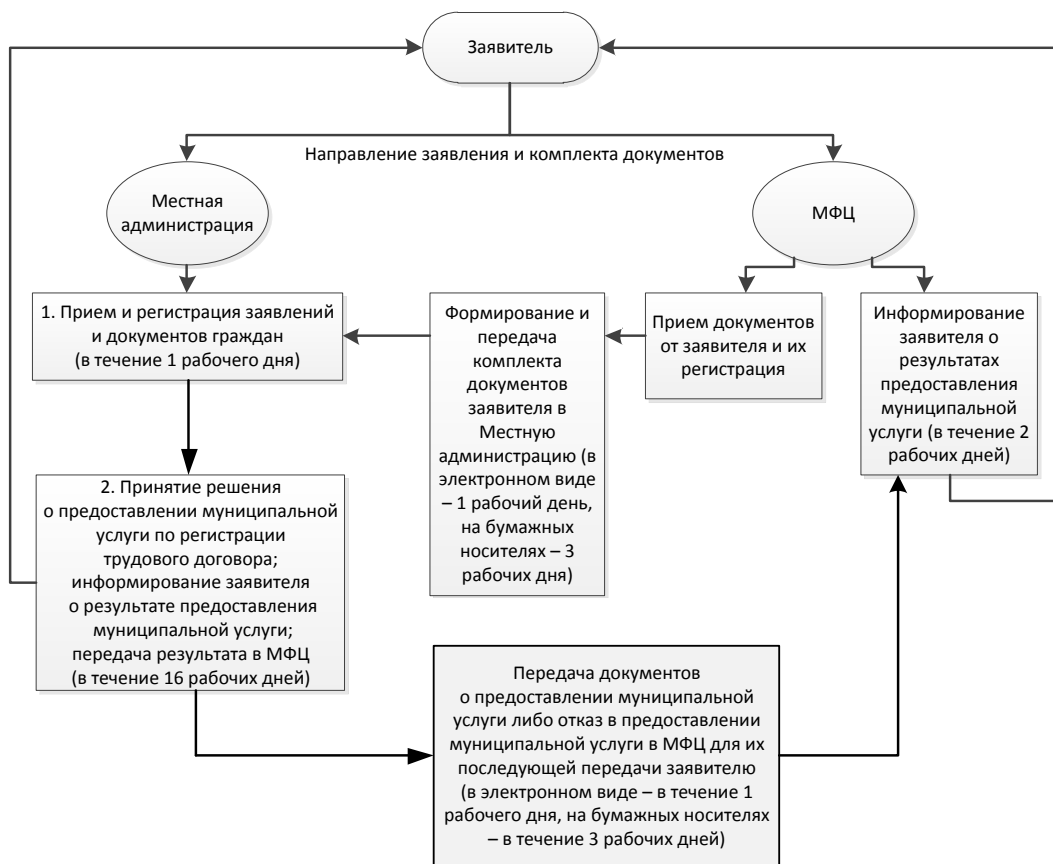 Заявитель
Направление заявления и комплекта документов
Местная
администрация
МФЦ
1. Прием и регистрация заявлений
и документов граждан
(в течение 1 рабочего дня)
Формирование и
передача
комплекта
документов
заявителя в
Местную
администрацию (в
электронном виде
– 1 рабочий день,
на бумажных
носителях – 3
рабочих дня)
Прием документов
от заявителя и их
регистрация
Информирование
заявителя о
результатах
предоставления
муниципальной
услуги (в течение 2
рабочих дней)
2. Принятие решения
о предоставлении муниципальной
услуги по регистрации
трудового договора;
информирование заявителя
о результате предоставления
муниципальной услуги;
передача результата в МФЦ
(в течение 16 рабочих дней)
Передача документов
о предоставлении муниципальной
услуги либо отказ в предоставлении
муниципальной услуги в МФЦ для их
последующей передачи заявителю
(в электронном виде – в течение 1
рабочего дня, на бумажных носителях
– в течение 3 рабочих дней)